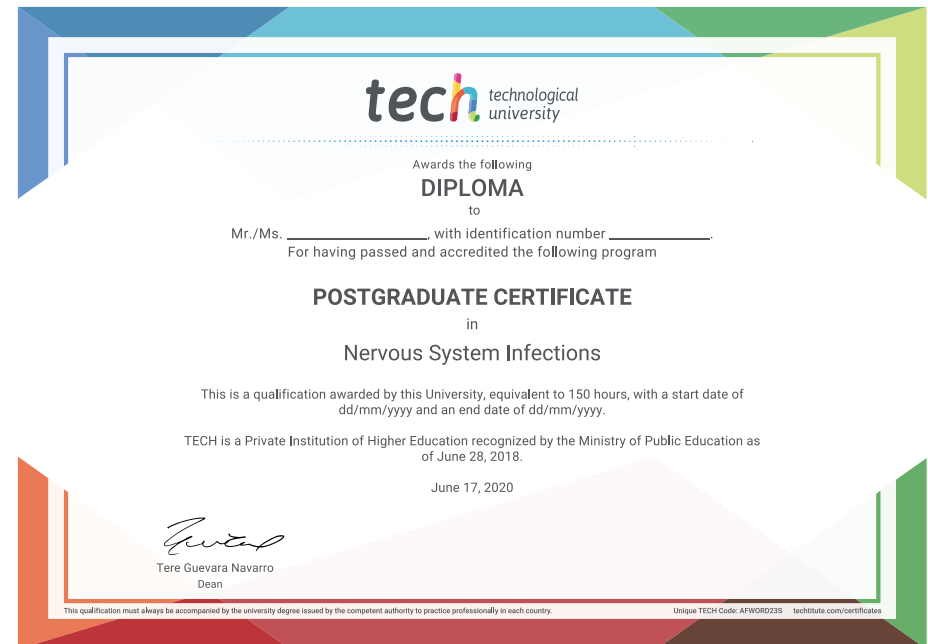 tech technological
university
Awards the following
DIPLOMA
to
Mr./Ms. ____________________, with identification number ______________.
For having passed and accredited the following program
POSTGRADUATE CERTIFICATE
in
Nervous System Infections
This is a qualification awarded by this University, equivalent to 150 hours, with a start date of
dd/mm/yyyy and an end date of dd/mm/yyyy.
TECH is a Private Institution of Higher Education recognized by the Ministry of Public Education as
of June 28, 2018.
June 17, 2020
Tere Guevara Navarro
Dean
This qualification must always be accompanied by the university degree issued by the competent authority to practice professionally in each country.
Unique TECH Code: AFWORD23S techtitute.com/certificates